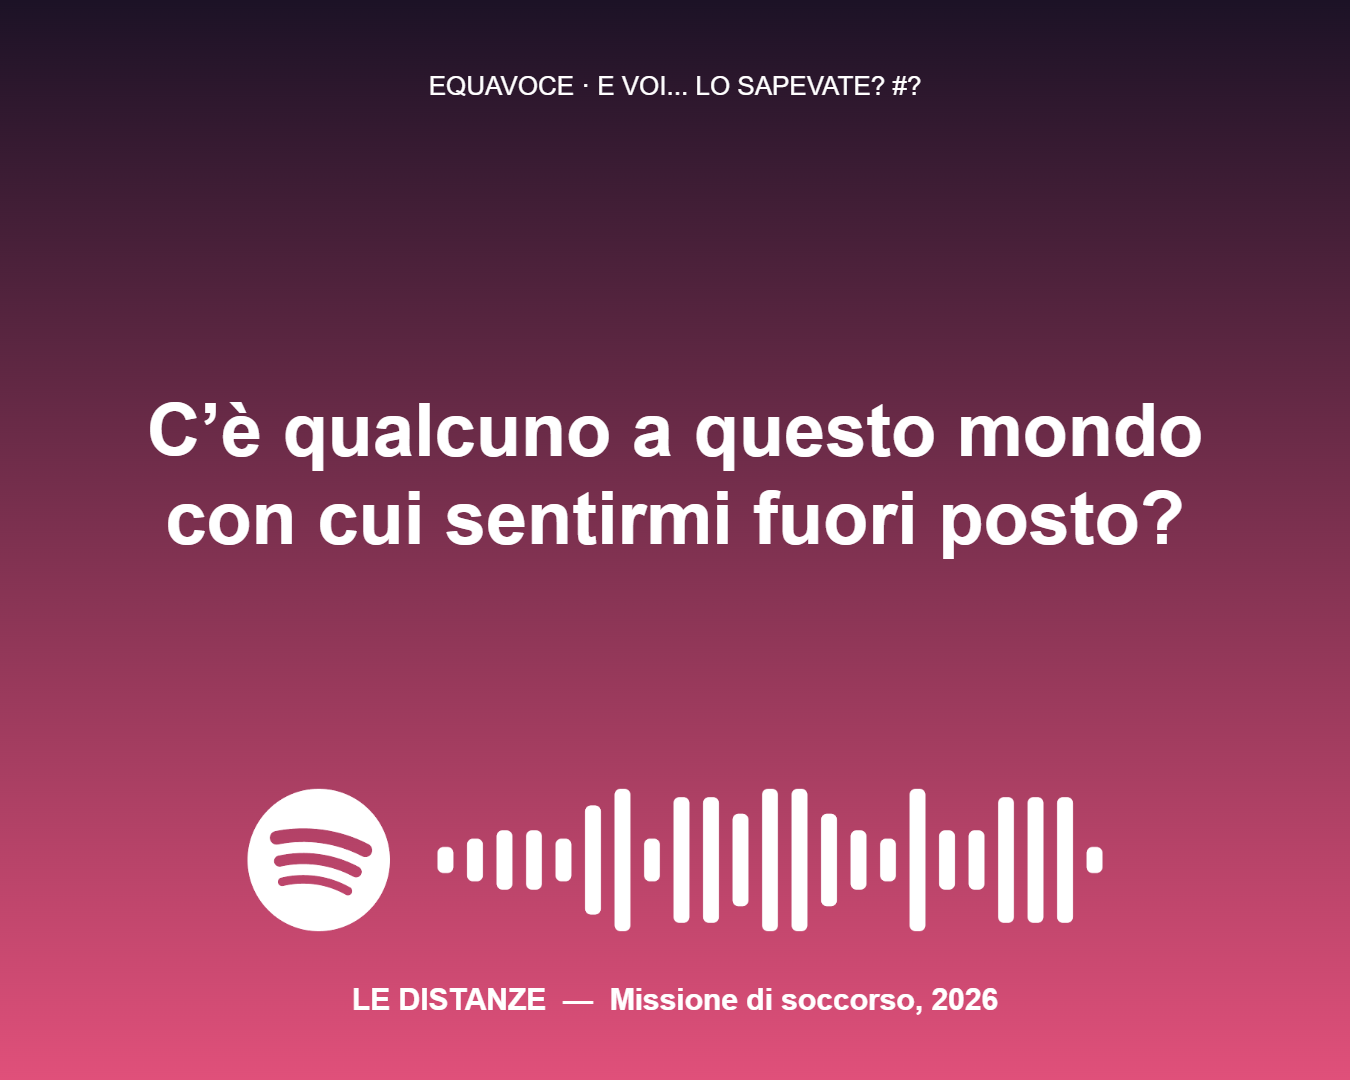 EQUAVOCE · E VOI... LO SAPEVATE? #?
C’è qualcuno a questo mondo
con cui sentirmi fuori posto?
LE DISTANZE — Missione di soccorso, 2026